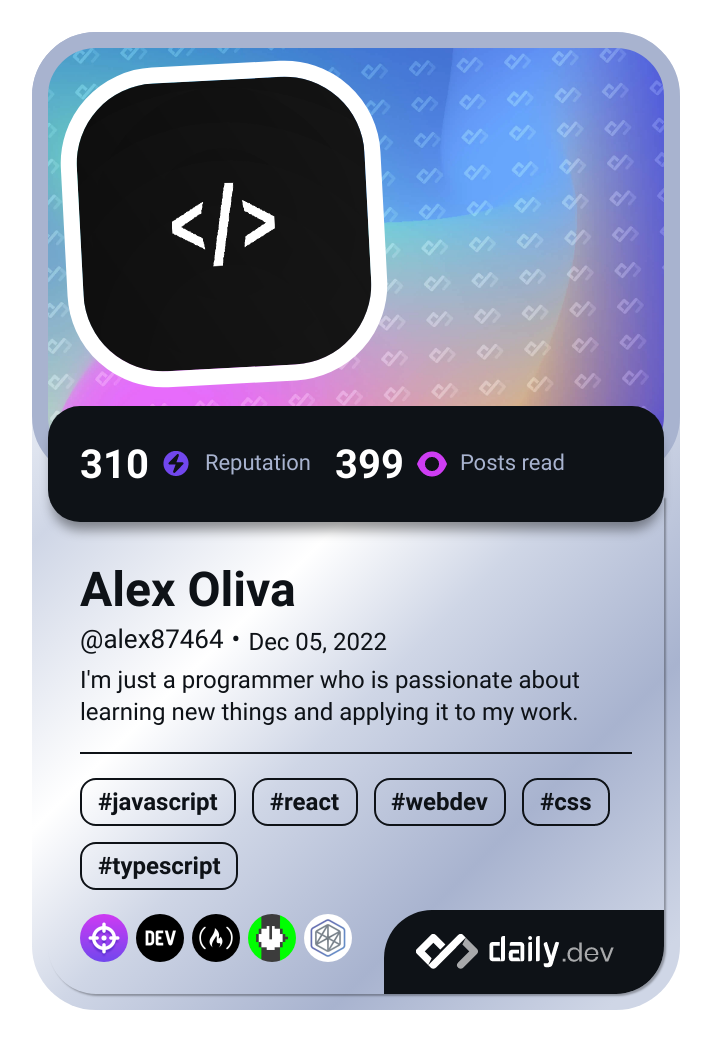 </>
310 Reputation 399 Posts read
Alex Oliva
@alex87464 • Dec 05, 2022
I'm just a programmer who is passionate about
learning new things and applying it to my work.
#javascript #react #webdev #css
#typescript
DEV
daily.dev